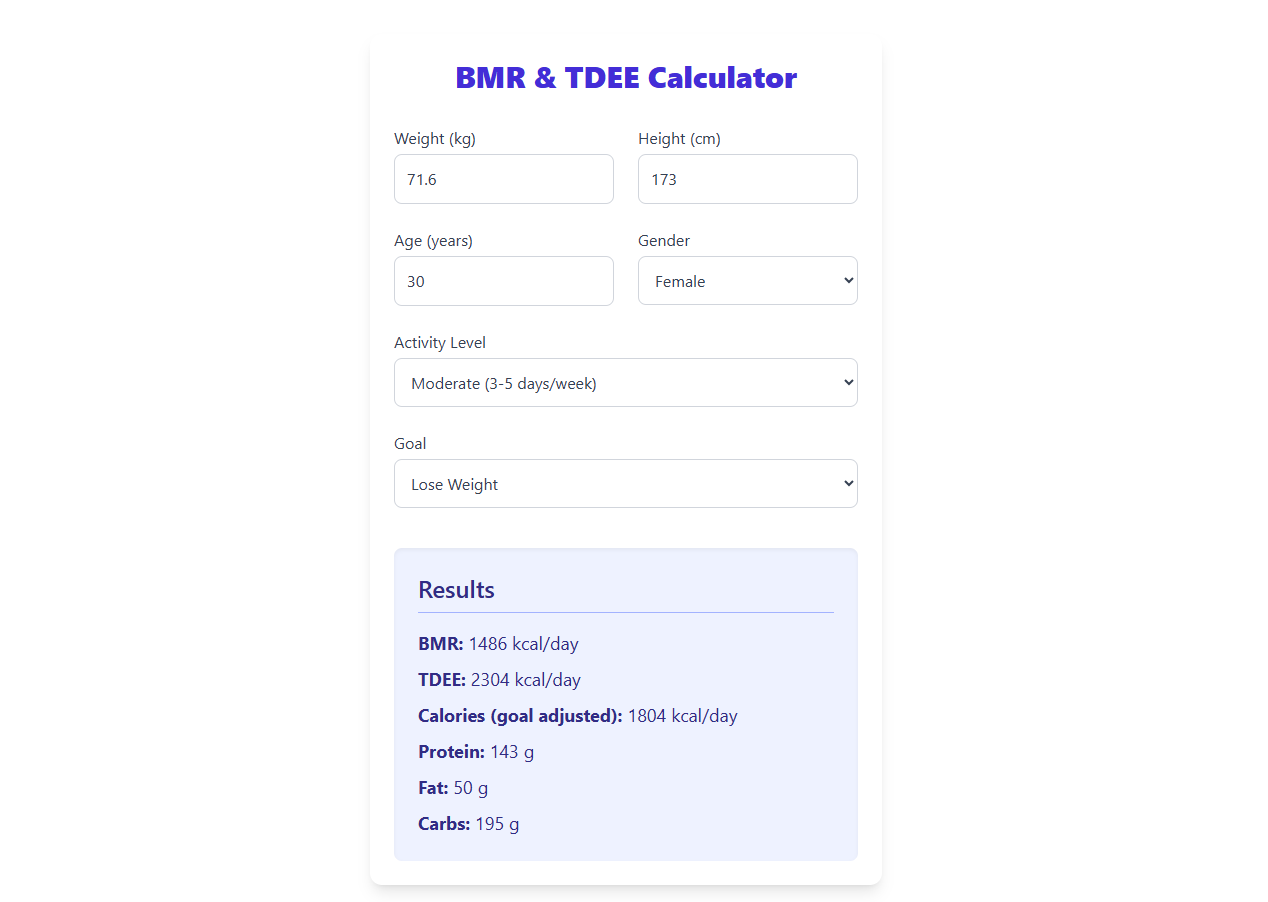 BMR & TDEE Calculator
Weight (kg) Height (cm)
71.6 173
Age (years) Gender
30 Female
Activity Level
Moderate (3-5 days/week)
Goal
Lose Weight
Results
BMR: 1486 kcal/day
TDEE: 2304 kcal/day
Calories (goal adjusted): 1804 kcal/day
Protein: 143 g
Fat: 50 g
Carbs: 195 g